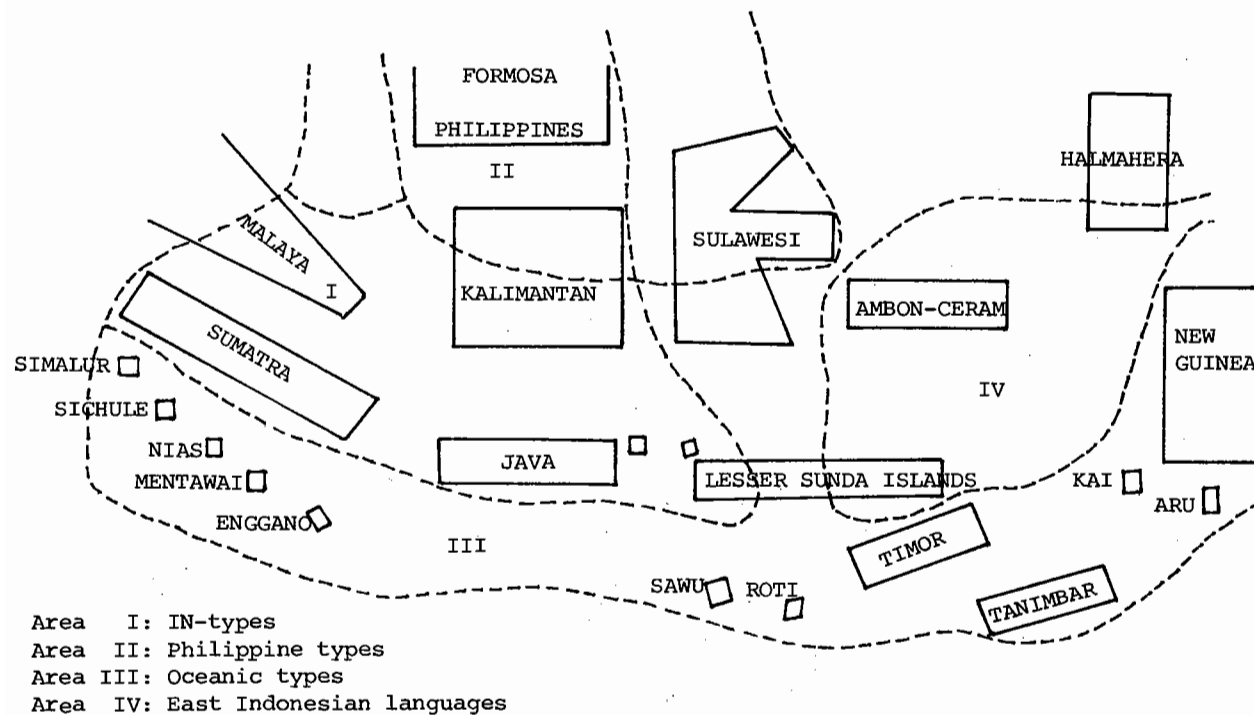 FORMOSA
PHILIPPINES
II
HALMAHERA
MALAYA
I
SULAWESI
KALIMANTAN
AMBON-CERAM
SUMATRA
NEW
GUINEA
SIMALUR
IV
SICHULE
NIAS
JAVA
MENTAWAI
LESSER SUNDA ISLANDS
KAI
ARU
ENGGANO
III
TIMOR
SAWU
ROTI
TANIMBAR
Area I: IN-types
Area II: Philippine types
Area III: Oceanic types
Area IV: East Indonesian languages